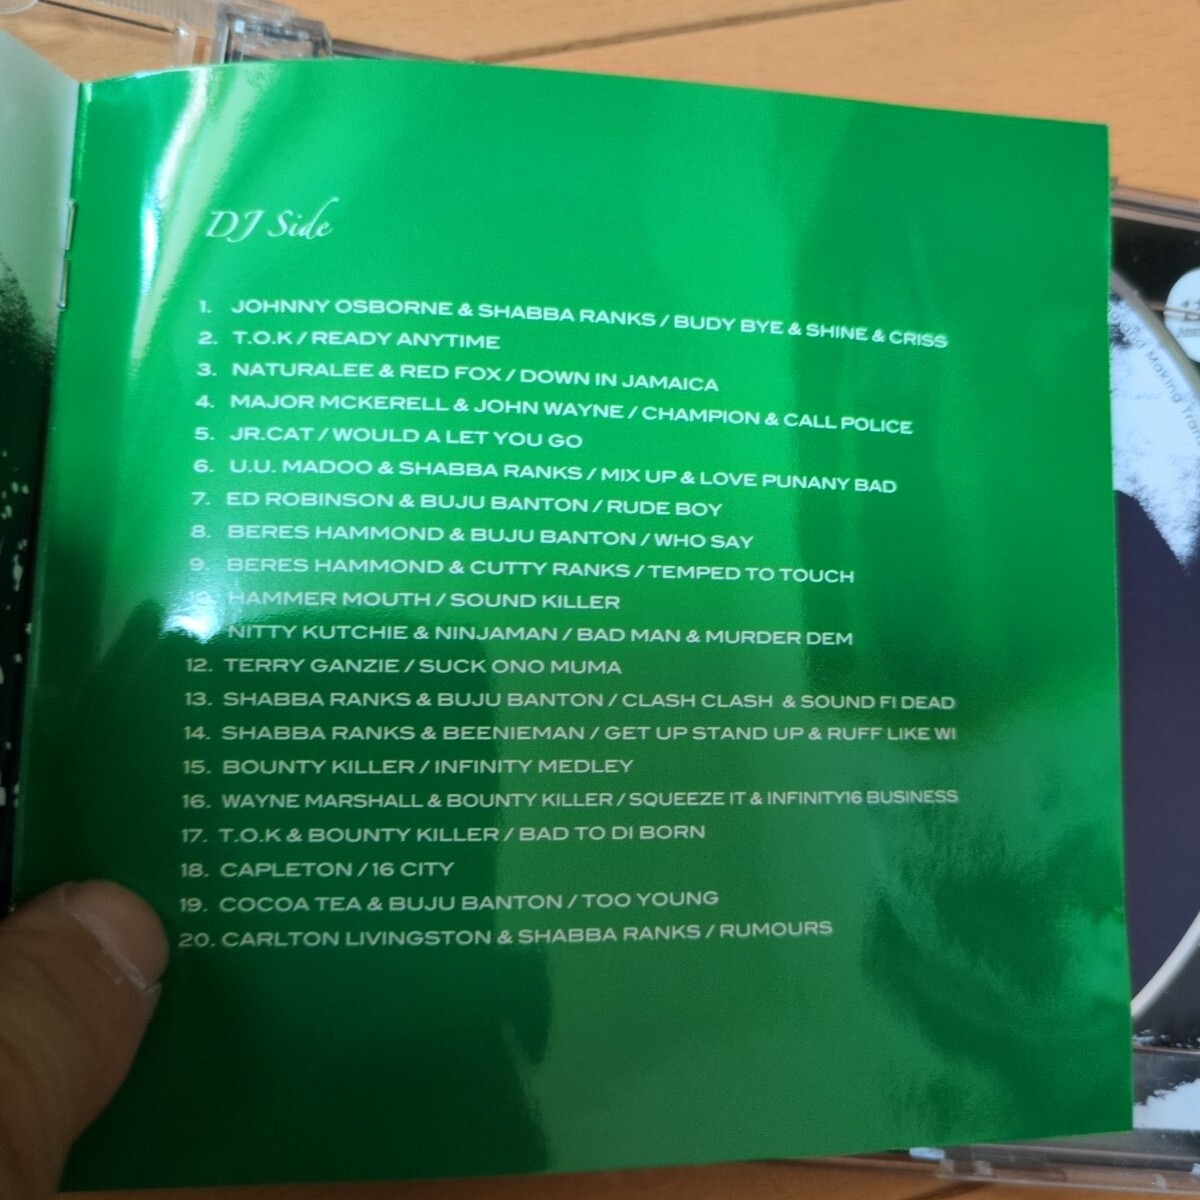 DJ Side
1. JOHNNY OSBORNE & SHABBA RANKS / BUDY BYE & SHINE & CRISS
2. T.O.K / READY ANYTIME
3. NATURALEE & RED FOX / DOWN IN JAMAICA
4. MAJOR MCKERELL & JOHN WAYNE / CHAMPION & CALL POLICE
5. JR.CAT / WOULD A LET YOU GO
6. U.U. MADOO & SHABBA RANKS / MIX UP & LOVE PUNANY BAD
7. ED ROBINSON & BUJU BANTON / RUDE BOY
8. BERES HAMMOND & BUJU BANTON / WHO SAY
9. BERES HAMMOND & CUTTY RANKS / TEMPED TO TOUCH
HAMMER MOUTH / SOUND KILLER
NITTY KUTCHIE & NINJAMAN / BAD MAN & MURDER DEM
12. TERRY GANZIE / SUCK ONO MUMA
13. SHABBA RANKS & BUJU BANTON / CLASH CLASH & SOUND FI DEAD
14. SHABBA RANKS & BEENIEMAN / GET UP STAND UP & RUFF LIKE WI
15. BOUNTY KILLER / INFINITY MEDLEY
16. WAYNE MARSHALL & BOUNTY KILLER / SQUEEZE IT & INFINITY16 BUSINESS
17. T.O.K & BOUNTY KILLER / BAD TO DI BORN
18. CAPLETON / 16 CITY
19. COCOA TEA & BUJU BANTON / TOO YOUNG
20. CARLTON LIVINGSTON & SHABBA RANKS / RUMOURS
Making